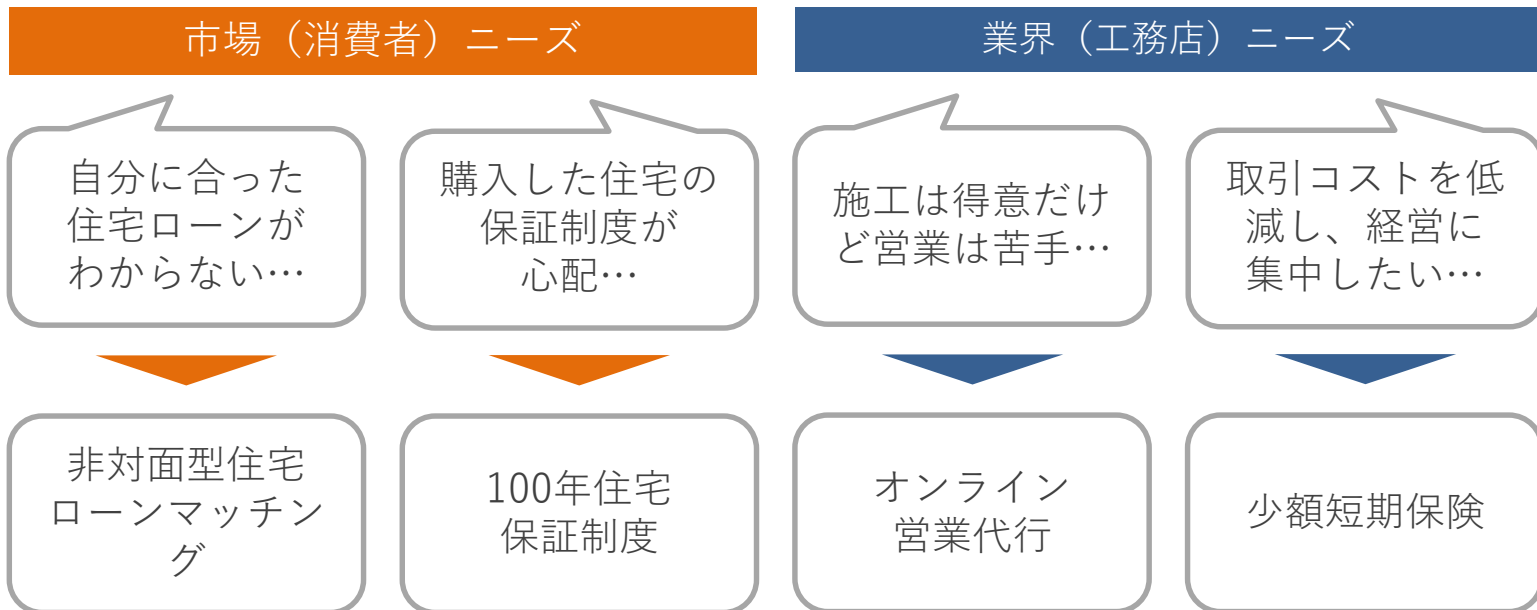 市場（消費者）ニーズ
業界（工務店）ニーズ
自分に合った
住宅ローンが
わからない…
購入した住宅の
保証制度が
心配…
施工は得意だけ
ど営業は苦手…
取引コストを低
減し、経営に
集中したい…
非対面型住宅
ローンマッチン
グ
100年住宅
保証制度
オンライン
営業代行
少額短期保険